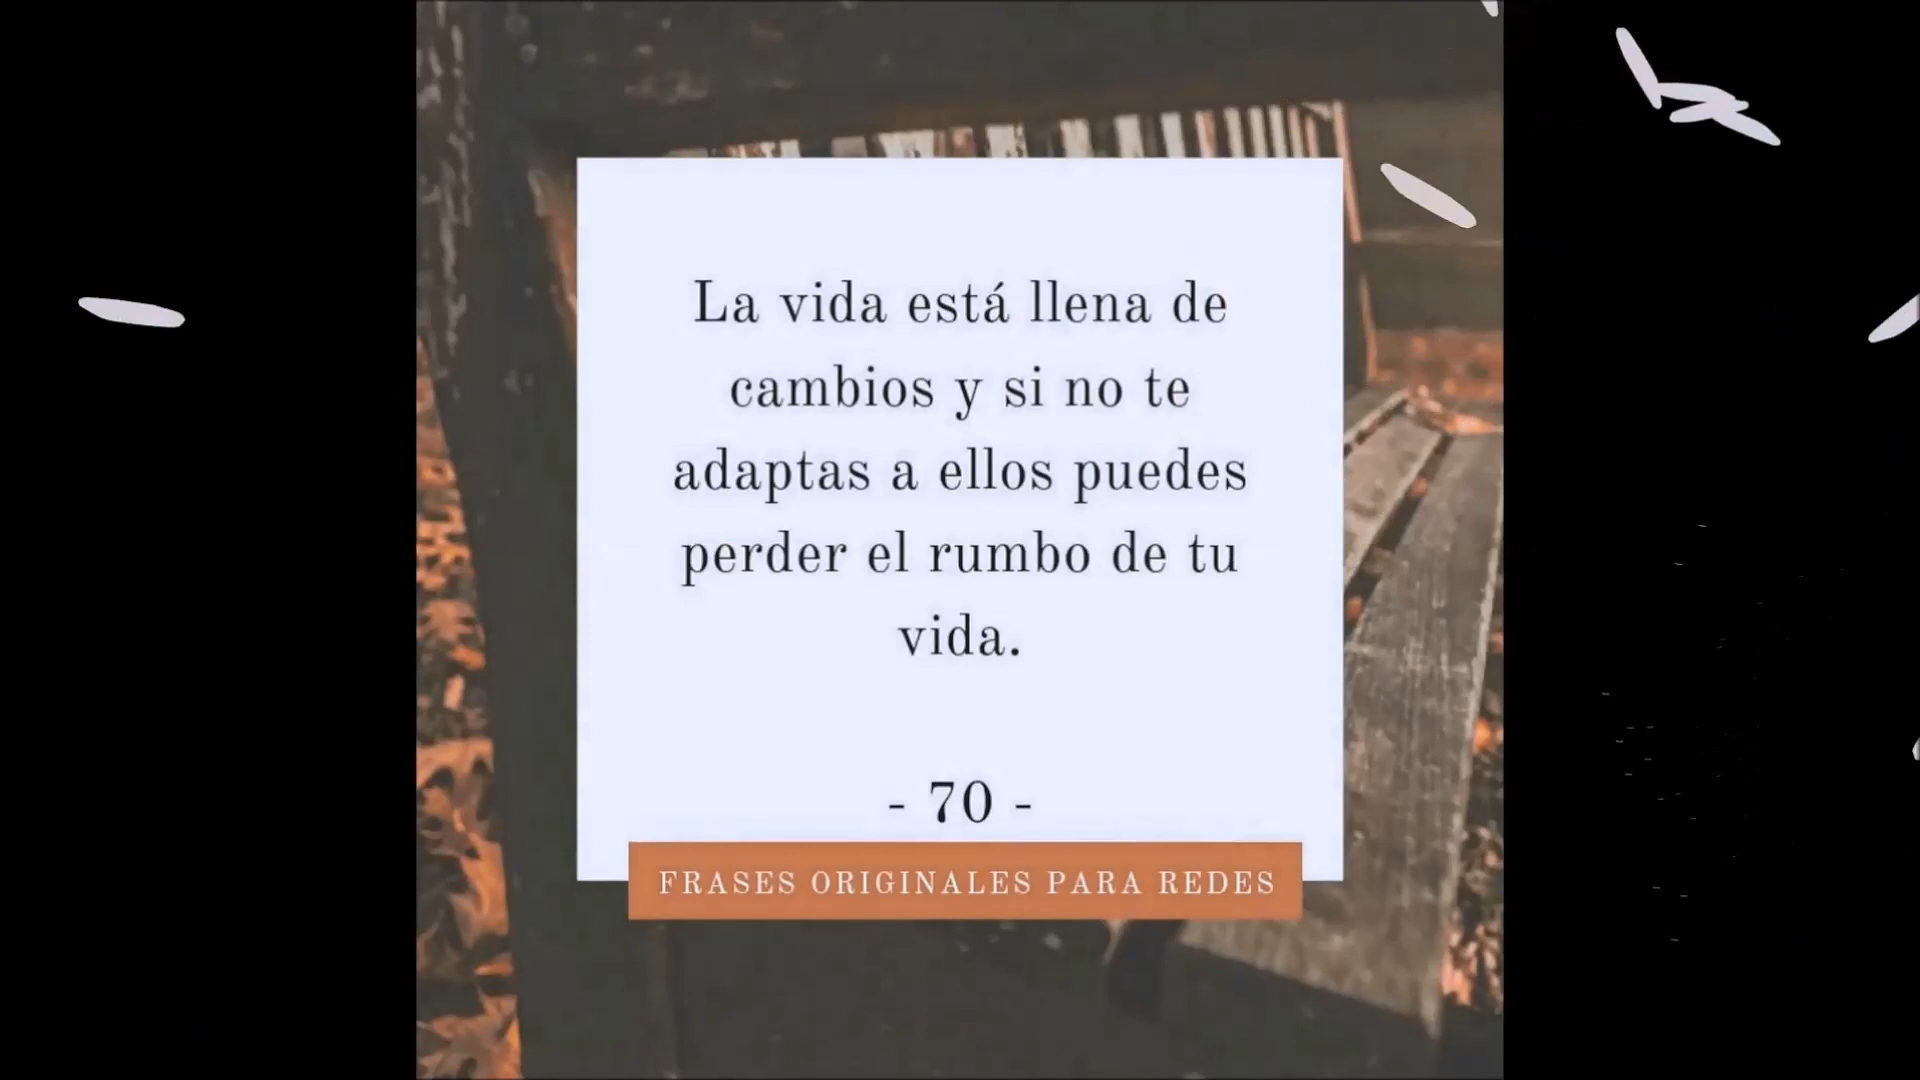 La vida está llena de
cambios y si no te
adaptas a ellos puedes
perder el rumbo de tu
vida.
- 70 -
FRASES ORIGINALES PARA REDES